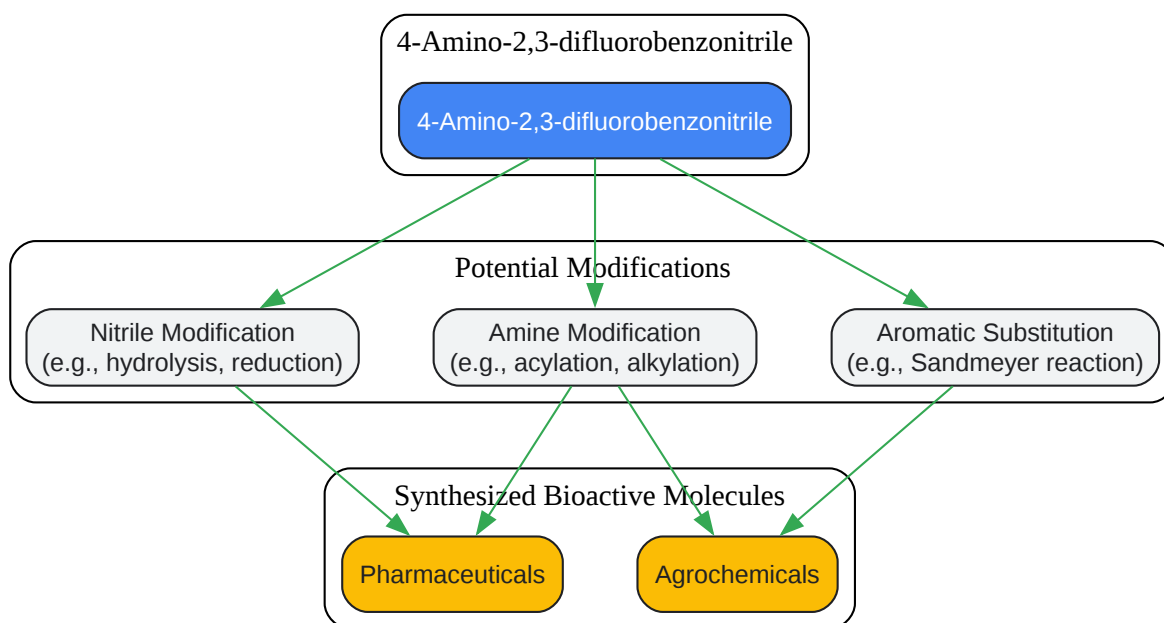 4-Amino-2,3-difluorobenzonitrile
4-Amino-2,3-difluorobenzonitrile
Potential Modifications
Nitrile Modification
(e.g., hydrolysis, reduction)
Amine Modification
(e.g., acylation, alkylation)
Aromatic Substitution
(e.g., Sandmeyer reaction)
Synthesized Bioactive Molecules
Pharmaceuticals
Agrochemicals